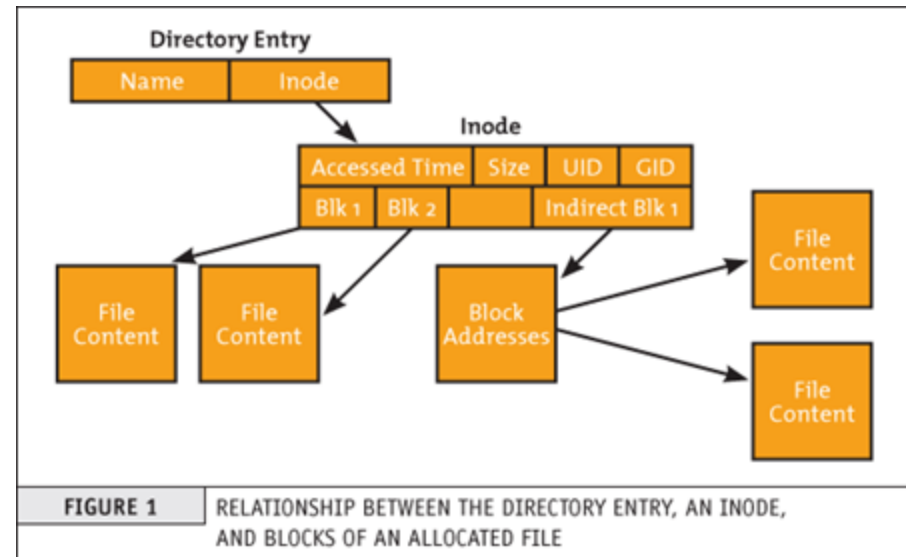 Directory Entry
Name Inode
Inode
Accessed Time Size UID GID
Blk 1 Blk 2 Indirect Blk 1
File
Content
File
Content
File
Content
Block
Addresses
File
Content
FIGURE 1 RELATIONSHIP BETWEEN THE DIRECTORY ENTRY, AN INODE,
AND BLOCKS OF AN ALLOCATED FILE